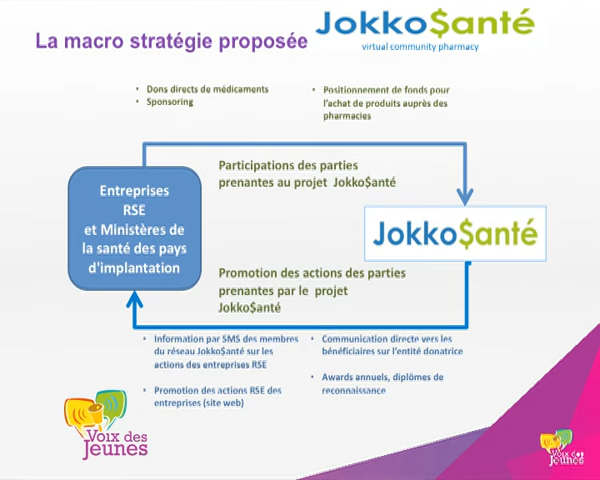 La macro stratégie proposée
Jokko$anté
virtual community pharmacy
• Dons directs de médicaments
• Sponsoring
• Positionnement de fonds pour
l'achat de produits auprès des
pharmacies
Participations des parties
prenantes au projet Jokko$anté
Entreprises
RSE
et Ministères de
la santé des pays
d'implantation
Jokko$anté
Promotion des actions des parties
prenantes par le projet
Jokko$anté
• Information par SMS des membres
du réseau Jokko$anté sur les
actions des entreprises RSE
• Promotion des actions RSE des
entreprises (site web)
• Communication directe vers les
bénéficiaires sur l'entité donatrice
• Awards annuels, diplômes de
reconnaissance
Voix des
Jeunes
Voix des
Jeunes